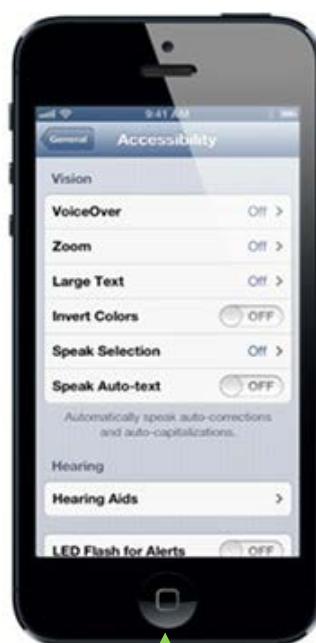 9:41 AM
General
Accessibility
Vision
VoiceOver Off
Zoom Off
Large Text Off
Invert Colors OFF
Speak Selection Off
Speak Auto-text OFF
Automatically speak auto-corrections
and auto-capitalizations.
Hearing
Hearing Aids
LED Flash for Alerts OFF